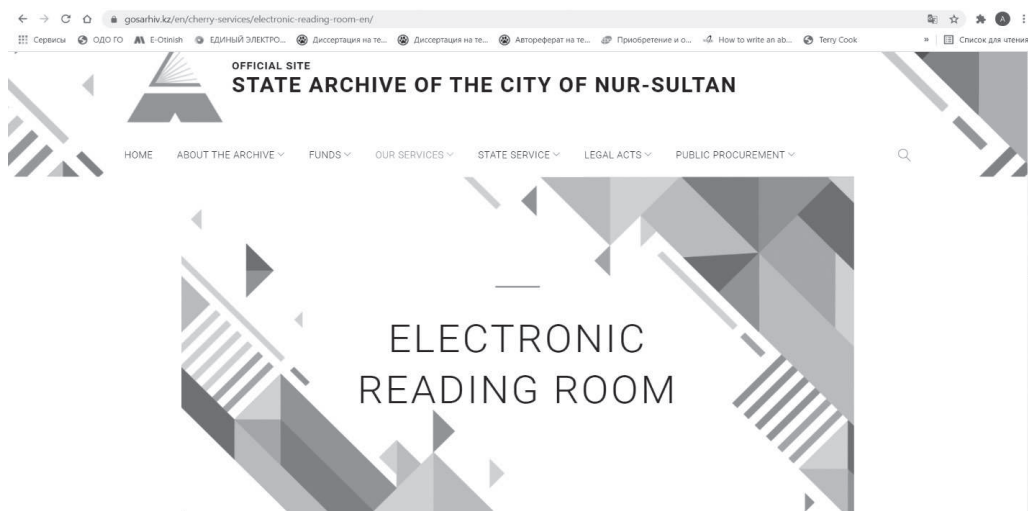 gosarhiv.kz/en/cherry-services/electronic-reading-room-en/
A
Сервисы ОДО ГО E-Otinish ЕДИНЫЙ ЭЛЕКТРО... Диссертация на те... Диссертация на те... Автореферат на те... Приобретение и о... How to write an ab... Terry Cook » Список для чтения
OFFICIAL SITE
STATE ARCHIVE OF THE CITY OF NUR-SULTAN
HOME ABOUT THE ARCHIVE FUNDS OUR SERVICES STATE SERVICE LEGAL ACTS PUBLIC PROCUREMENT
ELECTRONIC
READING ROOM